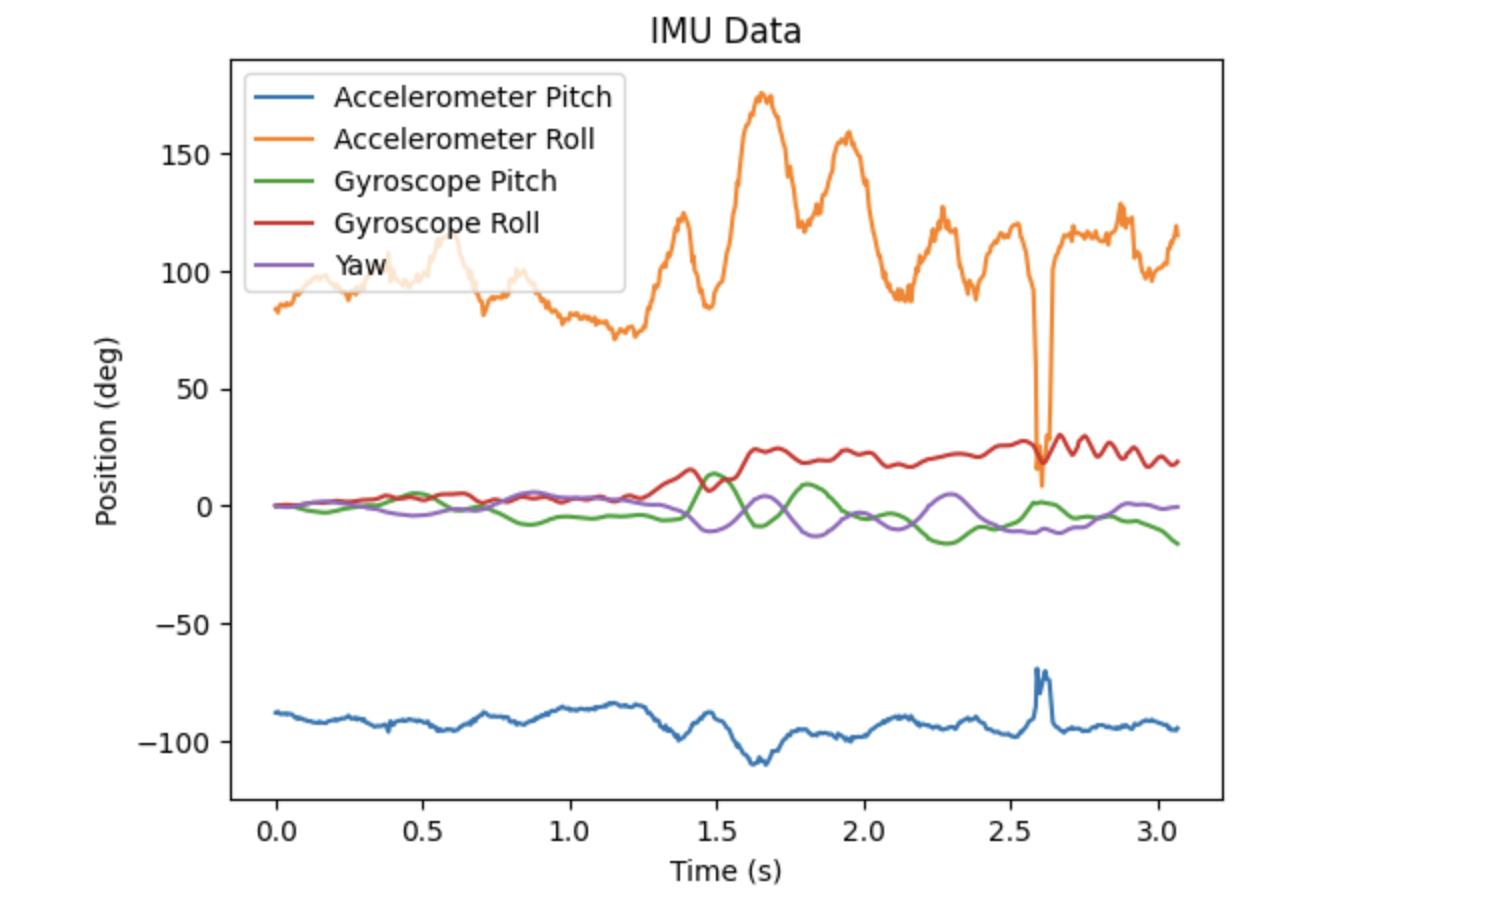 IMU Data
Accelerometer Pitch
Accelerometer Roll
Gyroscope Pitch
Gyroscope Roll
Yaw
150
100
50
0
−50
−100
Position (deg)
0.0 0.5 1.0 1.5 2.0 2.5 3.0
Time (s)